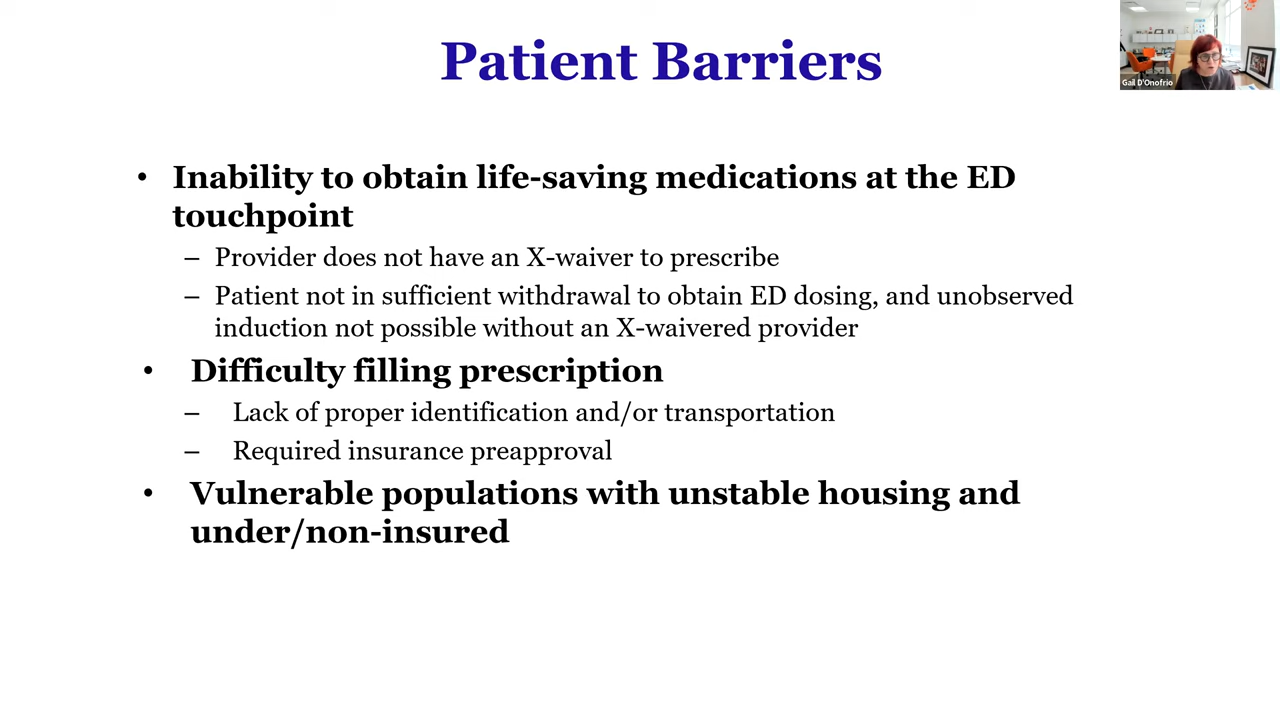 Patient Barriers
Gail D'Onofrio
• Inability to obtain life-saving medications at the ED
touchpoint
– Provider does not have an X-waiver to prescribe
– Patient not in sufficient withdrawal to obtain ED dosing, and unobserved
induction not possible without an X-waivered provider
• Difficulty filling prescription
– Lack of proper identification and/or transportation
– Required insurance preapproval
• Vulnerable populations with unstable housing and
under/non-insured